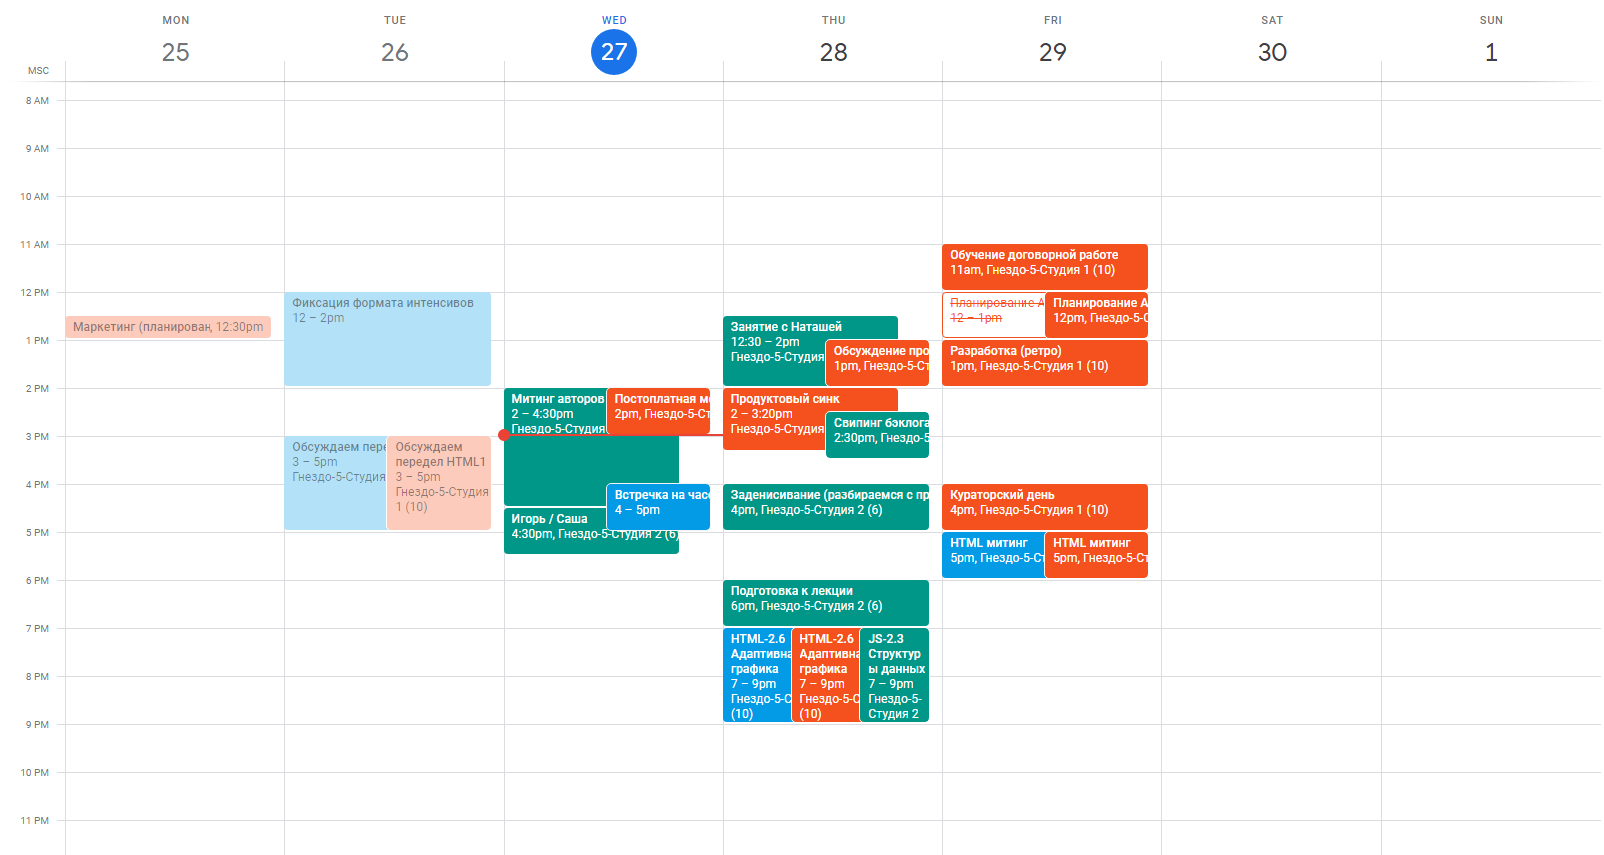 MON
25
TUE
26
WED
27
THU
28
FRI
29
SAT
30
SUN
1
MSC
8 AM
9 AM
10 AM
11 AM
12 PM
1 PM
2 PM
3 PM
4 PM
5 PM
6 PM
7 PM
8 PM
9 PM
10 PM
11 PM
Маркетинг (планирован, 12:30pm
Фиксация формата интенсивов
12 – 2pm
Обсуждаем пере
3 – 5pm
Гнездо-5-Студия
Обсуждаем
передел HTML1
3 – 5pm
Гнездо-5-Студия
1 (10)
Митинг авторов
2 – 4:30pm
Гнездо-5-Студия
Постоплатная м
2pm, Гнездо-5-Ст
Встречка на час
4 – 5pm
Игорь / Саша
4:30pm, Гнездо-5-Студия 2 (6)
Занятие с Наташей
12:30 – 2pm
Гнездо-5-Студия
Обсуждение про
1pm, Гнездо-5-Ст
Продуктовый синк
2 – 3:20pm
Гнездо-5-Студия
Свипинг бэклога
2:30pm, Гнездо-5
Заденисивание (разбираемся с пр
4pm, Гнездо-5-Студия 2 (6)
Подготовка к лекции
6pm, Гнездо-5-Студия 2 (6)
HTML-2.6
Адаптивна
графика
7 – 9pm
Гнездо-5-С
(10)
HTML-2.6
Адаптивна
графика
7 – 9pm
Гнездо-5-С
(10)
JS-2.3
Структур
ы данных
7 – 9pm
Гнездо-5-
Студия 2
Обучение договорной работе
11am, Гнездо-5-Студия 1 (10)
Планирование А
12 – 1pm
Планирование А
12pm, Гнездо-5-С
Разработка (ретро)
1pm, Гнездо-5-Студия 1 (10)
Кураторский день
4pm, Гнездо-5-Студия 1 (10)
HTML митинг
5pm, Гнездо-5-Ст
HTML митинг
5pm, Гнездо-5-Ст